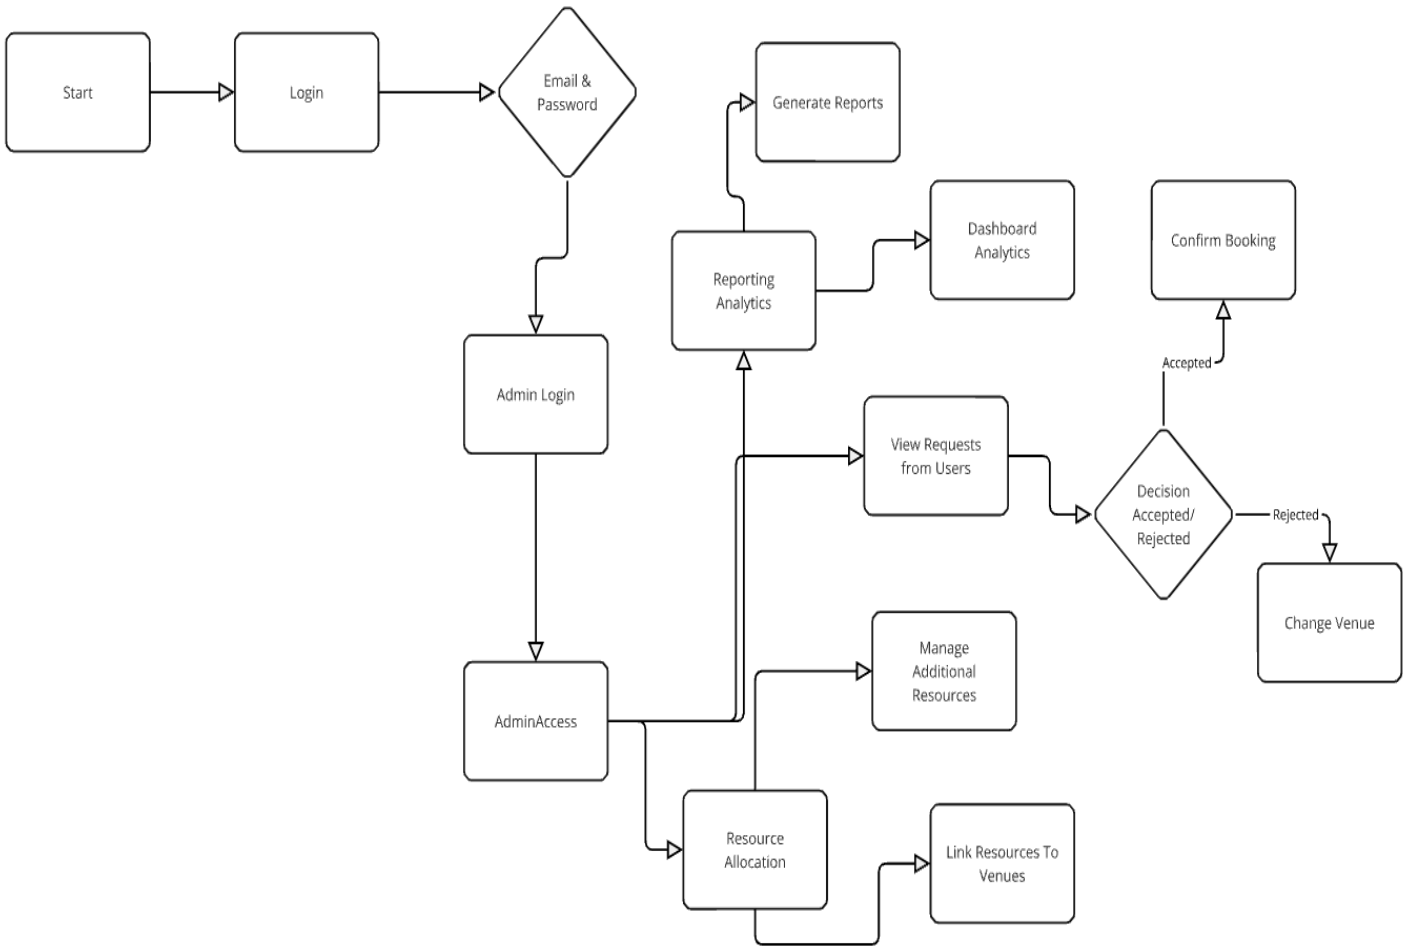 Start
Login
Email &
Password
Generate Reports
Reporting
Analytics
Dashboard
Analytics
Confirm Booking
Accepted
Admin Login
View Requests
from Users
Decision
Accepted/
Rejected
Rejected
Change Venue
Manage
Additional
Resources
AdminAccess
Resource
Allocation
Link Resources To
Venues